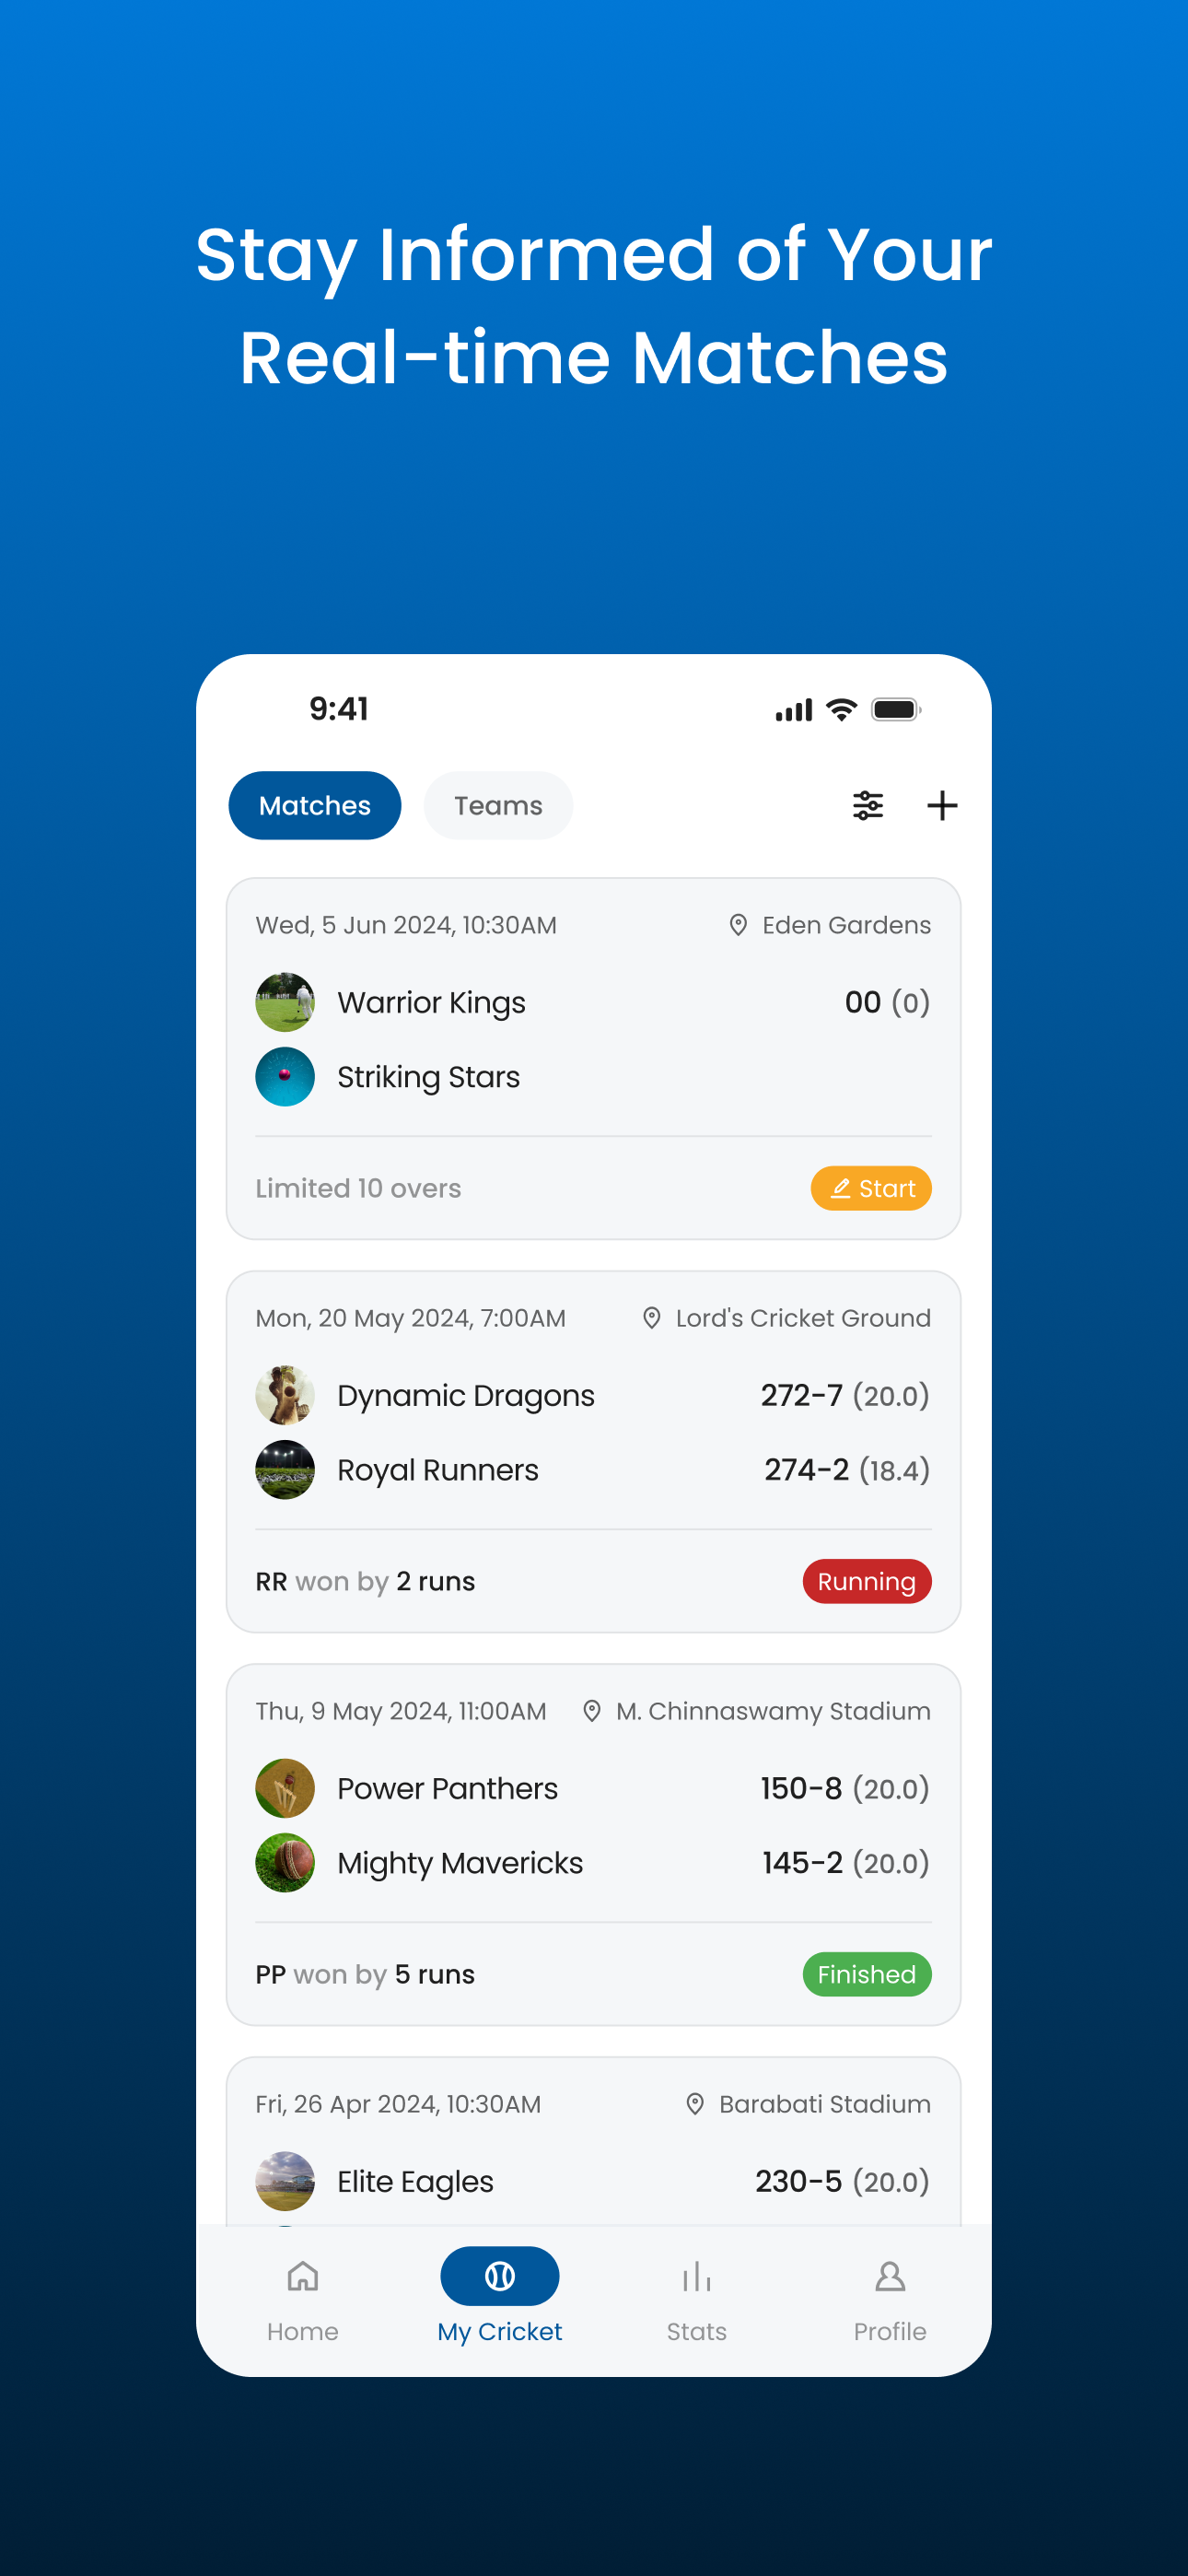 Stay Informed of Your
Real-time Matches
9:41
Matches Teams
Wed, 5 Jun 2024, 10:30AM Eden Gardens
Warrior Kings 00 (0)
Striking Stars
Limited 10 overs Start
Mon, 20 May 2024, 7:00AM Lord's Cricket Ground
Dynamic Dragons 272-7 (20.0)
Royal Runners 274-2 (18.4)
RR won by 2 runs Running
Thu, 9 May 2024, 11:00AM M. Chinnaswamy Stadium
Power Panthers 150-8 (20.0)
Mighty Mavericks 145-2 (20.0)
PP won by 5 runs Finished
Fri, 26 Apr 2024, 10:30AM Barabati Stadium
Elite Eagles 230-5 (20.0)
Home My Cricket Stats Profile